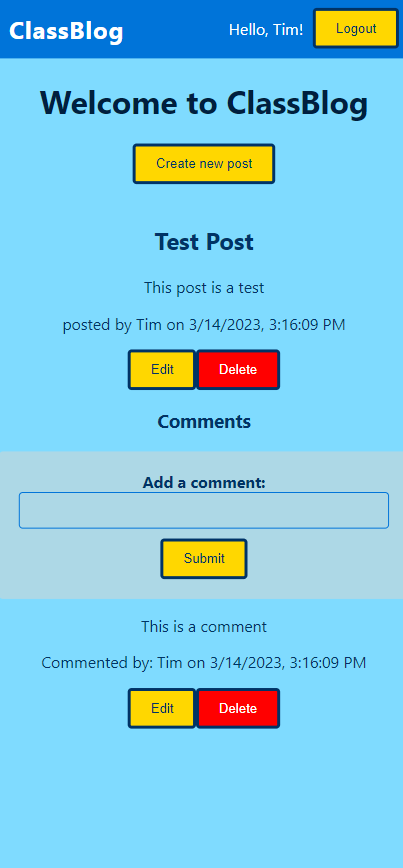 ClassBlog Hello, Tim! Logout
Welcome to ClassBlog
Create new post
Test Post
This post is a test
posted by Tim on 3/14/2023, 3:16:09 PM
Edit Delete
Comments
Add a comment:
Submit
This is a comment
Commented by: Tim on 3/14/2023, 3:16:09 PM
Edit Delete